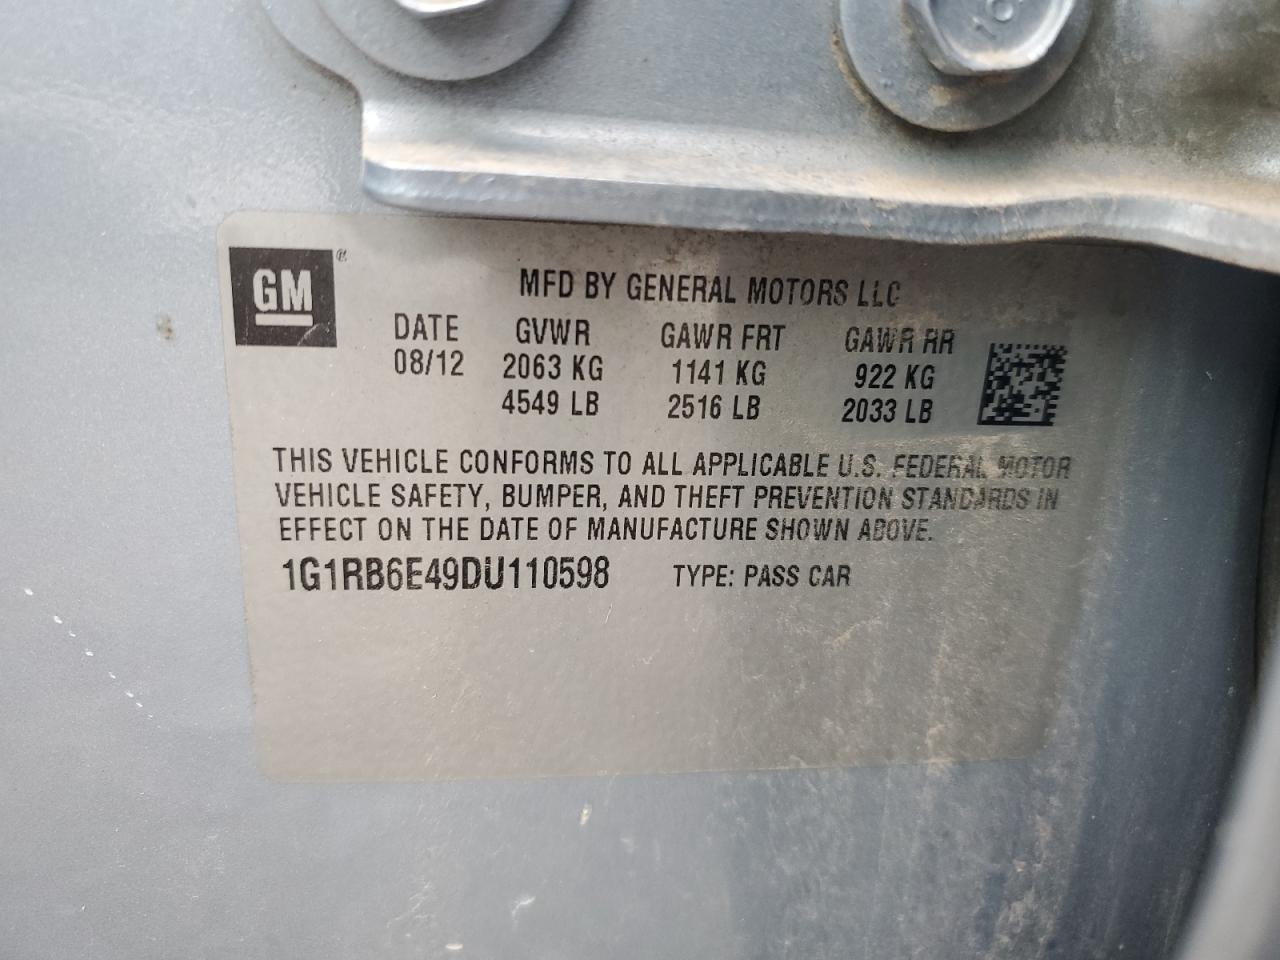 10
GM ®
MFD BY GENERAL MOTORS LLC
DATE GVWR GAWR FRT GAWR RR
08/12 2063 KG 1141 KG 922 KG
4549 LB 2516 LB 2033 LB
THIS VEHICLE CONFORMS TO ALL APPLICABLE U.S. FEDERAL MOTOR
VEHICLE SAFETY, BUMPER, AND THEFT PREVENTION STANDARDS IN
EFFECT ON THE DATE OF MANUFACTURE SHOWN ABOVE.
1G1RB6E49DU110598 TYPE: PASS CAR